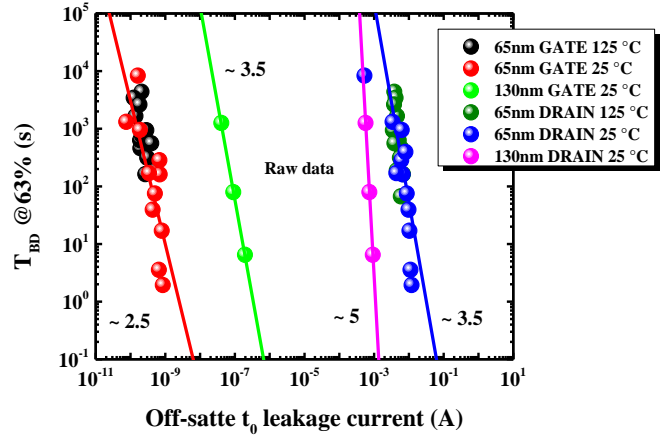 65nm GATE 125 °C
65nm GATE 25 °C
130nm GATE 25 °C
65nm DRAIN 125 °C
65nm DRAIN 25 °C
130nm DRAIN 25 °C
~ 3.5
Raw data
~ 2.5
~ 5
~ 3.5
T_BD @63% (s)
10^5
10^4
10^3
10^2
10^1
10^0
10^-1
10^-11 10^-9 10^-7 10^-5 10^-3 10^-1 10^1
Off-satte t_0 leakage current (A)